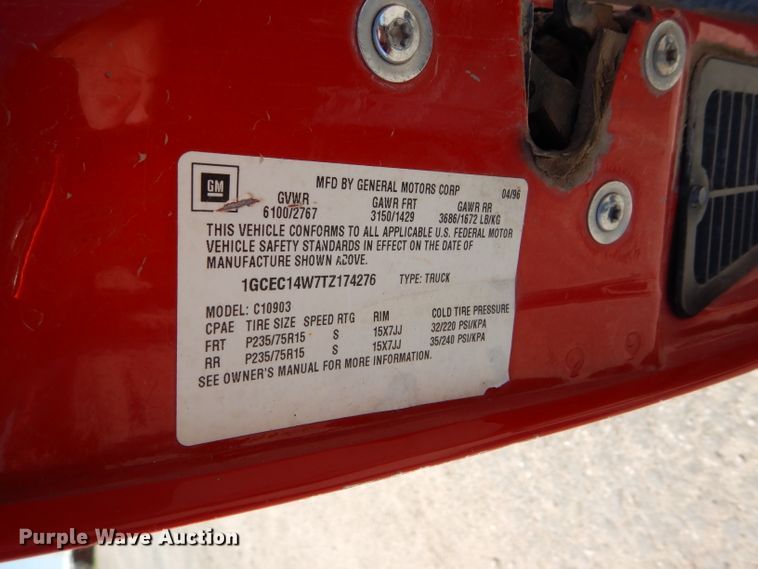 GM
MFD BY GENERAL MOTORS CORP 04/96
GVWR GAWR FRT GAWR RR
6100/2767 3150/1429 3686/1672 LB/KG
THIS VEHICLE CONFORMS TO ALL APPLICABLE U.S. FEDERAL MOTOR
VEHICLE SAFETY STANDARDS IN EFFECT ON THE DATE OF
MANUFACTURE SHOWN ABOVE.
1GCEC14W7TZ174276 TYPE: TRUCK
MODEL: C10903
CPAE TIRE SIZE SPEED RTG RIM COLD TIRE PRESSURE
FRT P235/75R15 S 15X7JJ 32/220 PSI/KPA
RR P235/75R15 S 15X7JJ 35/240 PSI/KPA
SEE OWNER'S MANUAL FOR MORE INFORMATION.
Purple Wave Auction